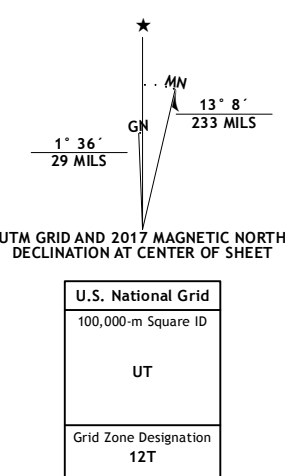 MN
GN
13° 8´
233 MILS
1° 36´
29 MILS
UTM GRID AND 2017 MAGNETIC NORTH
DECLINATION AT CENTER OF SHEET
U.S. National Grid
100,000-m Square ID
UT
Grid Zone Designation
12T